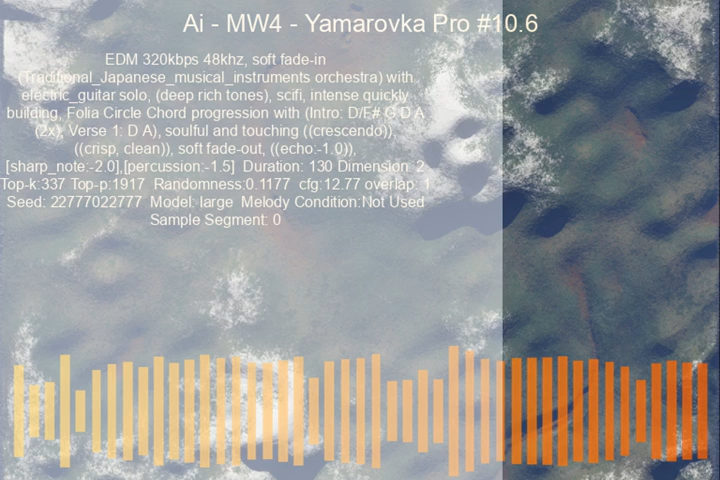 Ai - MW4 - Yamarovka Pro #10.6
EDM 320kbps 48khz, soft fade-in
(Traditional_Japanese_musical_instruments orchestra) with
electric_guitar solo, (deep rich tones), scifi, intense quickly
building, Folia Circle Chord progression with (Intro: D/F# G D A
(2x), Verse 1: D A), soulful and touching ((crescendo)),
((crisp, clean)), soft fade-out, ((echo:-1.0)),
[sharp_note:-2.0],[percussion:-1.5] Duration: 130 Dimension: 2
Top-k:337 Top-p:1917 Randomness:0.1177 cfg:12.77 overlap: 1
Seed: 22777022777 Model: large Melody Condition:Not Used
Sample Segment: 0